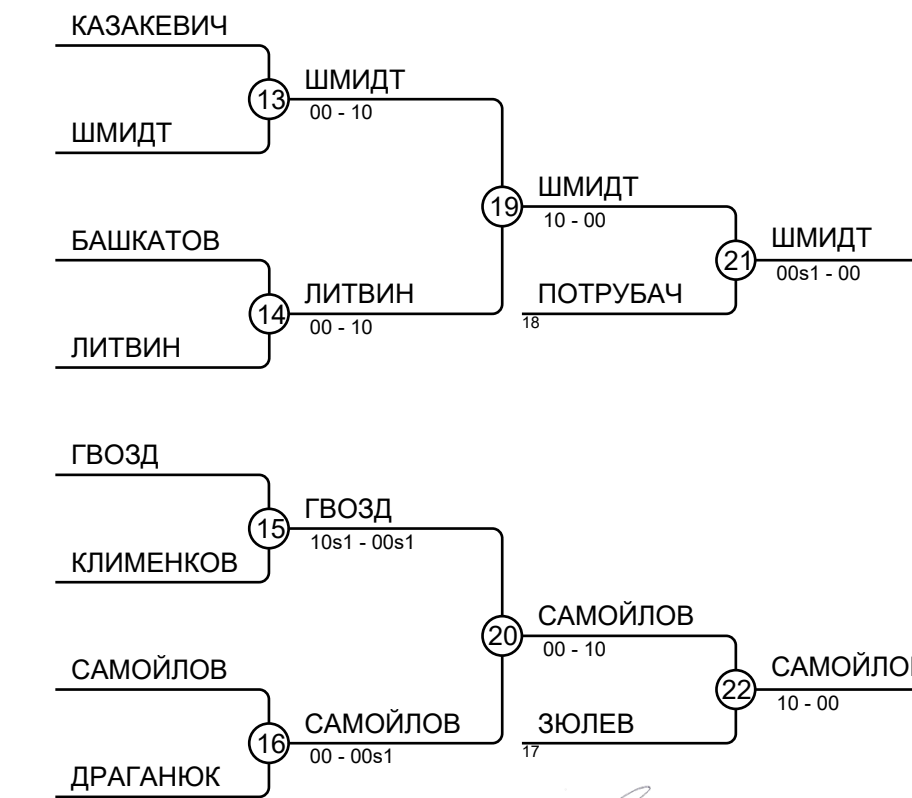 КАЗАКЕВИЧ
13
ШМИДТ
00 - 10
ШМИДТ
19
ШМИДТ
10 - 00
БАШКАТОВ
21
ШМИДТ
00s1 - 00
14
ЛИТВИН
00 - 10
ПОТРУБАЧ
18
ЛИТВИН
ГВОЗД
15
ГВОЗД
10s1 - 00s1
КЛИМЕНКОВ
20
САМОЙЛОВ
00 - 10
САМОЙЛОВ
22
САМОЙЛО
10 - 00
16
САМОЙЛОВ
00 - 00s1
ЗЮЛЕВ
17
ДРАГАНЮК